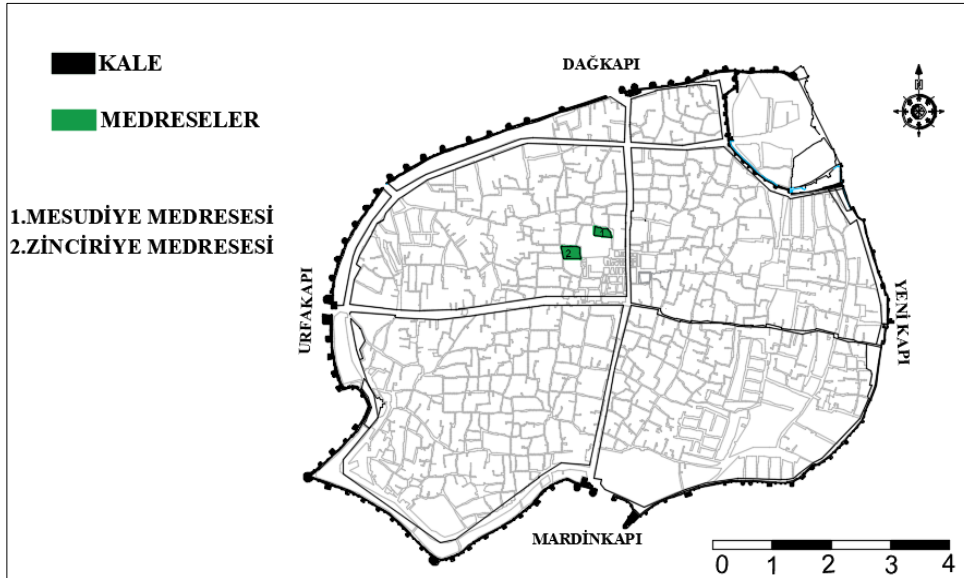 KALE
MEDRESELER
1.MESUDİYE MEDRESESİ
2.ZİNCİRİYE MEDRESESİ
DAĞKAPI
N
1
2
URFAKAPI
YENİ KAPI
MARDİNKAPI
0 1 2 3 4